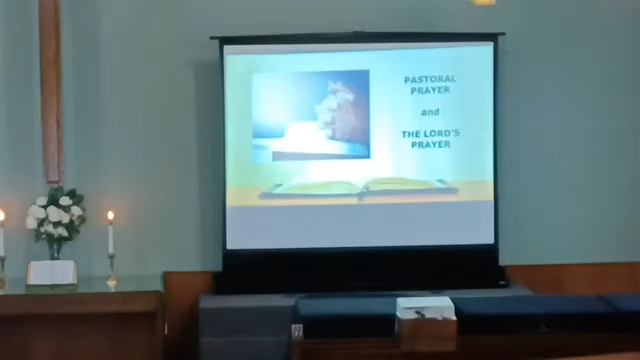 PASTORAL
PRAYER
and
THE LORD'S
PRAYER